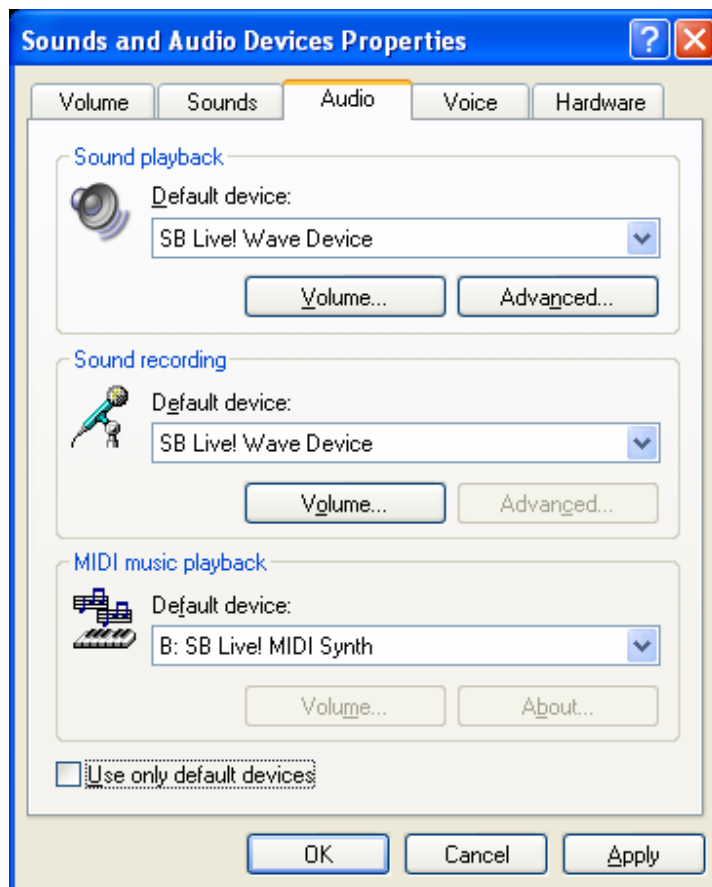 Sounds and Audio Devices Properties
Volume Sounds Audio Voice Hardware
Sound playback
Default device:
SB Live! Wave Device
Volume... Advanced...
Sound recording
Default device:
SB Live! Wave Device
Volume... Advanced...
MIDI music playback
Default device:
B: SB Live! MIDI Synth
Volume... About...
Use only default devices
OK Cancel Apply